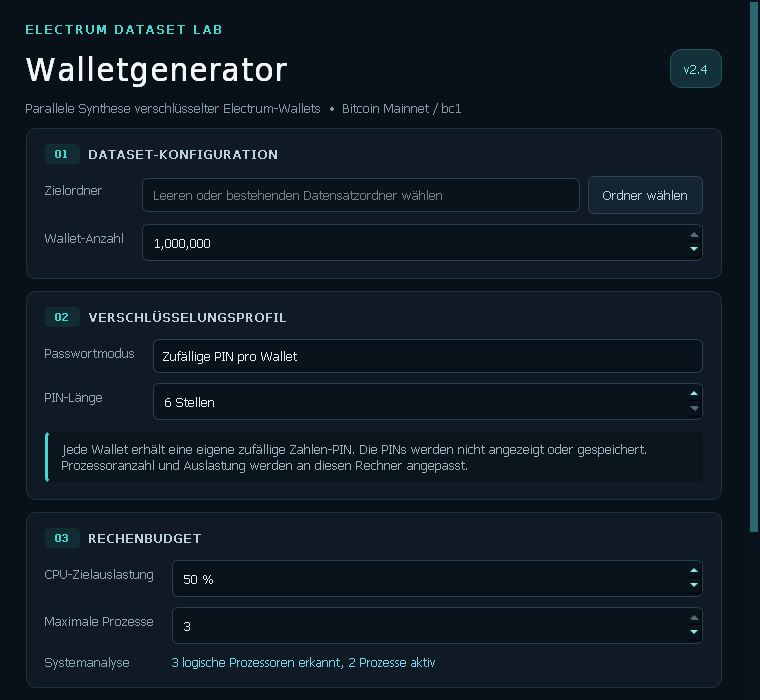 ELECTRUM DATASET LAB
Walletgenerator
v2.4
Parallele Synthese verschlüsselter Electrum-Wallets • Bitcoin Mainnet / bc1
01 DATASET-KONFIGURATION
Zielordner
Leeren oder bestehenden Datensatzordner wählen
Ordner wählen
Wallet-Anzahl
1,000,000
02 VERSCHLÜSSELUNGSPROFIL
Passwortmodus
Zufällige PIN pro Wallet
PIN-Länge
6 Stellen
Jede Wallet erhält eine eigene zufällige Zahlen-PIN. Die PINs werden nicht angezeigt oder gespeichert.
Prozessoranzahl und Auslastung werden an diesen Rechner angepasst.
03 RECHENBUDGET
CPU-Zielauslastung
50 %
Maximale Prozesse
3
Systemanalyse
3 logische Prozessoren erkannt, 2 Prozesse aktiv